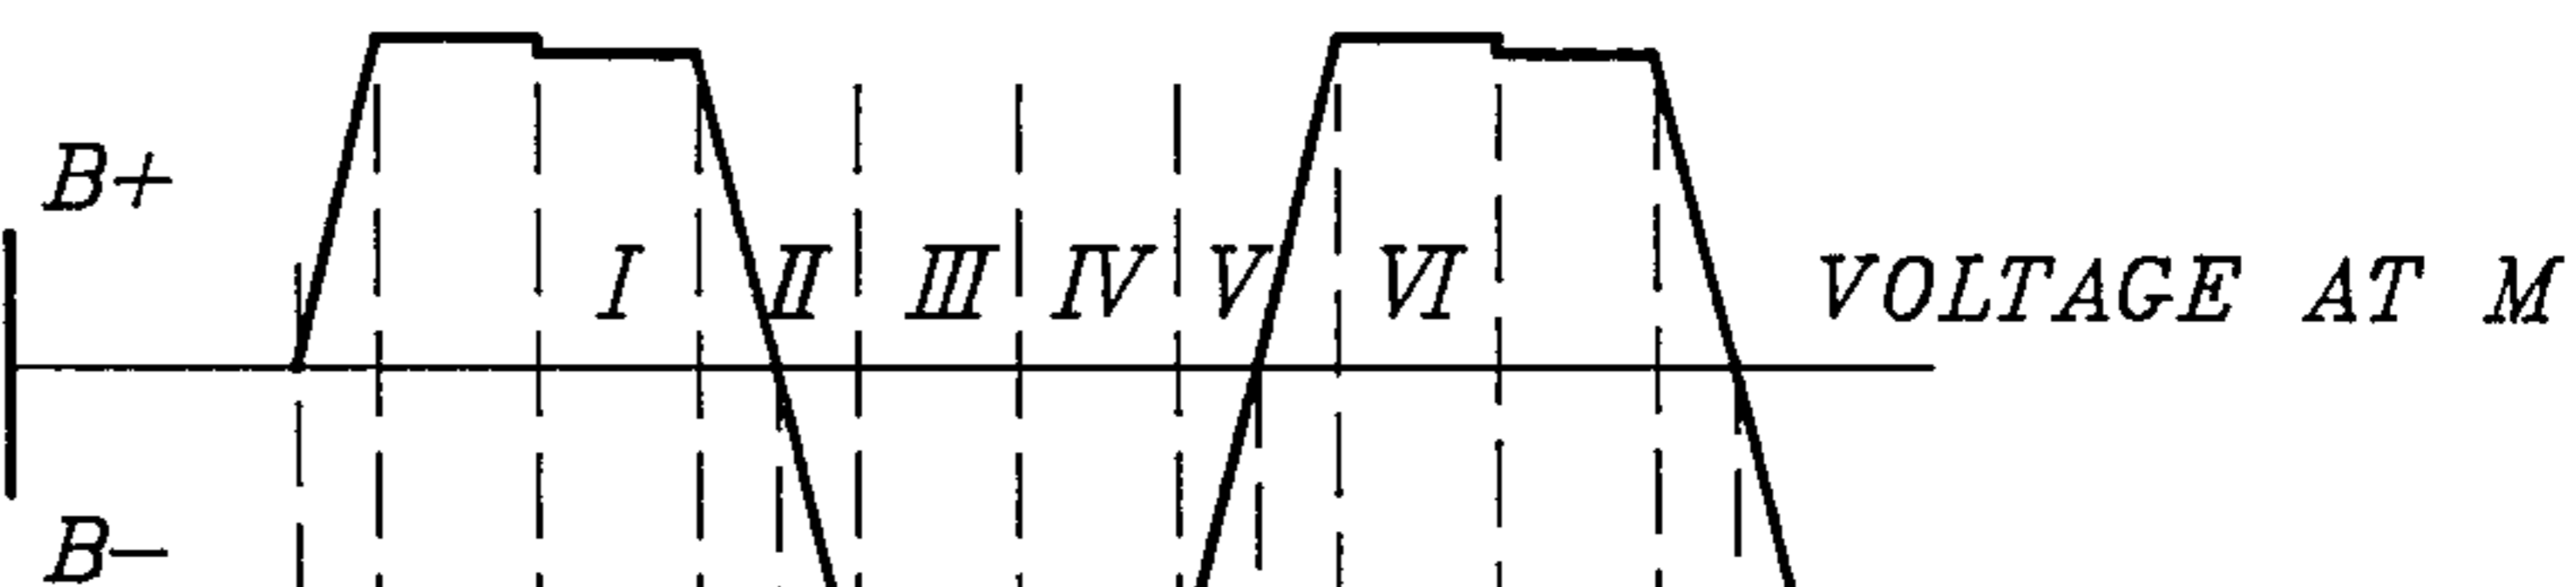 B+
I II III IV V VI VOLTAGE AT M
B−